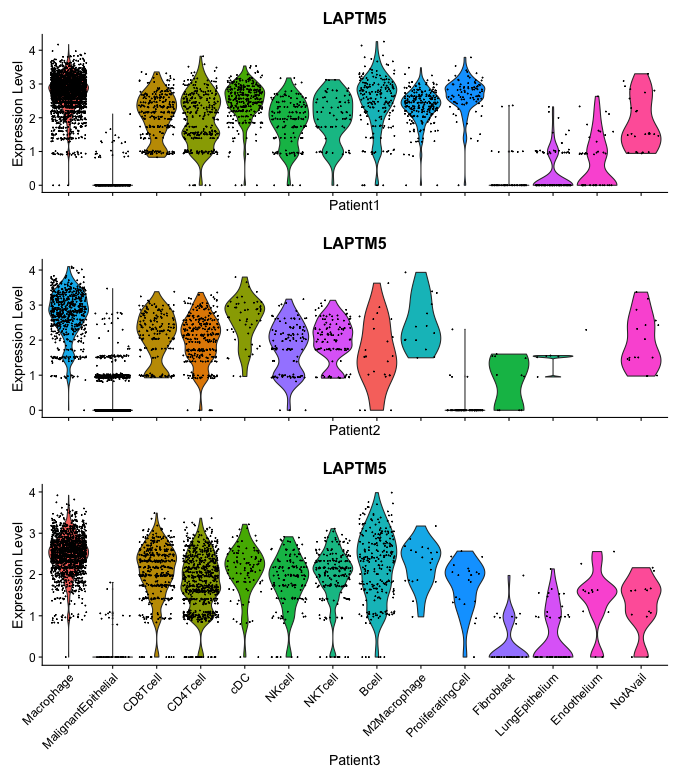 LAPTM5
Expression Level
4
3
2
1
0
Patient1
LAPTM5
Expression Level
4
3
2
1
0
Patient2
LAPTM5
Expression Level
4
3
2
1
0
Macrophage
MalignantEpithelial
CD8Tcell
CD4Tcell
cDC
NKcell
NKTcell
Bcell
M2Macrophage
ProliferatingCell
Fibroblast
LungEpithelium
Endothelium
NotAvail
Patient3